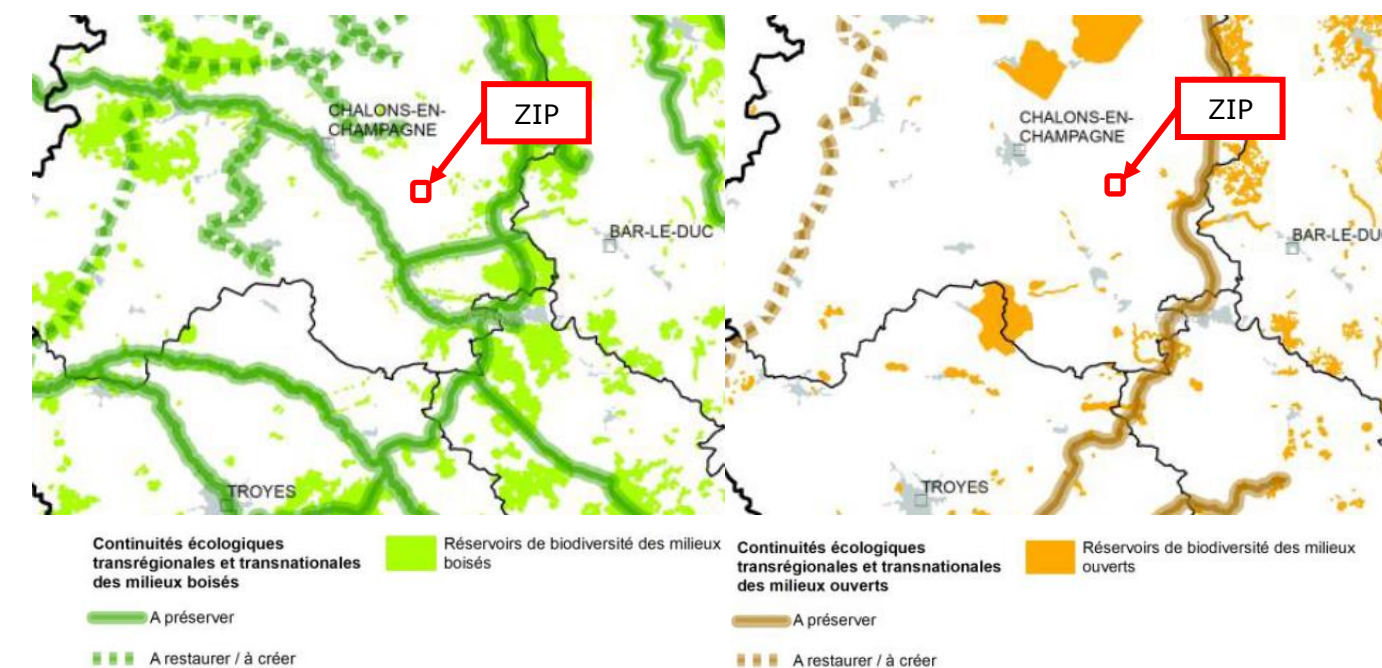 CHALONS-EN-
CHAMPAGNE
ZIP
BAR-LE-DUC
TROYES
CHALONS-EN-
CHAMPAGNE
ZIP
BAR-LE-DU
TROYES
Continuités écologiques
transrégionales et transnationales
des milieux boisés
Réservoirs de biodiversité des milieux
boisés
A préserver
A restaurer / à créer
Continuités écologiques
transrégionales et transnationales
des milieux ouverts
Réservoirs de biodiversité des milieux
ouverts
A préserver
A restaurer / à créer